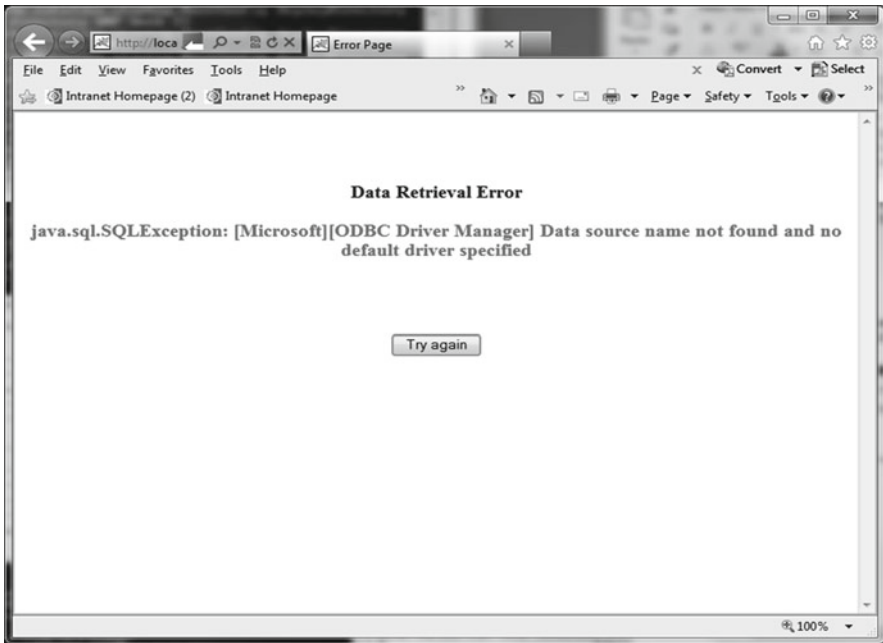 http://loca
Error Page
File Edit View Favorites Tools Help
x Convert Select
Intranet Homepage (2) Intranet Homepage
Page Safety Tools
Data Retrieval Error
java.sql.SQLException: [Microsoft][ODBC Driver Manager] Data source name not found and no
default driver specified
Try again
100%